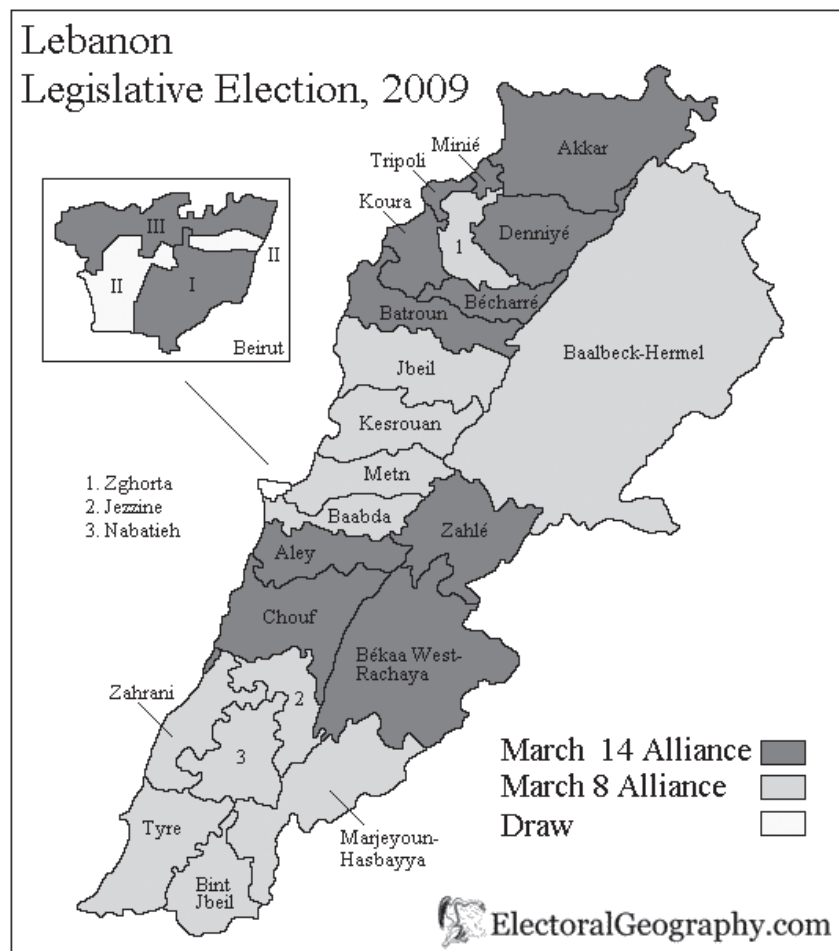 Lebanon
Legislative Election, 2009
Minié
Akkar
Tripoli
Koura
Denniyé
1
III
II
I
II
Beirut
Bécharré
Batroun
Baalbeck-Hermel
Jbeil
Kesrouan
Metn
1. Zghorta
2. Jezzine
3. Nabatieh
Baabda
Zahlé
Aley
Chouf
Békaa West-
Rachaya
Zahrani
2
3
March 14 Alliance
March 8 Alliance
Draw
Tyre
Marjeyoun-
Hasbayya
Bint
Jbeil
ElectoralGeography.com